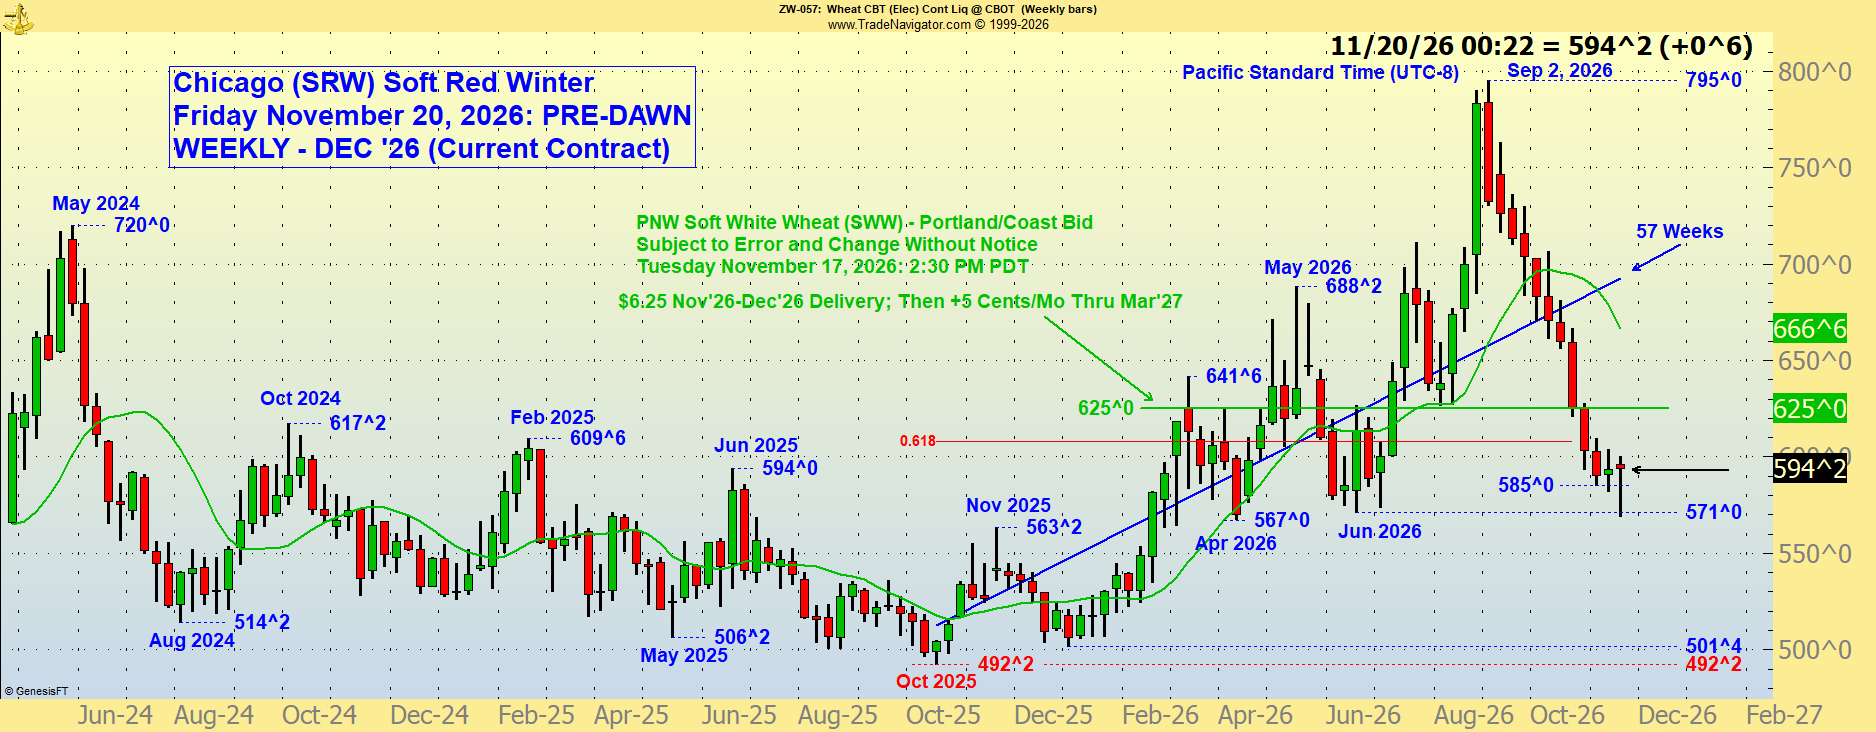 ZW-057: Wheat CBT (Elec) Cont Liq @ CBOT (Weekly bars)
www.TradeNavigator.com © 1999-2026
11/20/26 00:22 = 594^2 (+0^6)
Pacific Standard Time (UTC-8)
Sep 2, 2026
795^0
Chicago (SRW) Soft Red Winter
Friday November 20, 2026: PRE-DAWN
WEEKLY - DEC '26 (Current Contract)
May 2024
720^0
PNW Soft White Wheat (SWW) - Portland/Coast Bid
Subject to Error and Change Without Notice
Tuesday November 17, 2026: 2:30 PM PDT
$6.25 Nov'26-Dec'26 Delivery; Then +5 Cents/Mo Thru Mar'27
57 Weeks
May 2026
688^2
641^6
625^0
0.618
Oct 2024
617^2
Feb 2025
609^6
Jun 2025
594^0
Nov 2025
563^2
567^0
Apr 2026
Jun 2026
585^0
571^0
514^2
Aug 2024
506^2
May 2025
492^2
Oct 2025
501^4
492^2
800^0
750^0
700^0
666^6
650^0
625^0
594^2
550^0
500^0
© GenesisFT
Jun-24 Aug-24 Oct-24 Dec-24 Feb-25 Apr-25 Jun-25 Aug-25 Oct-25 Dec-25 Feb-26 Apr-26 Jun-26 Aug-26 Oct-26 Dec-26 Feb-27